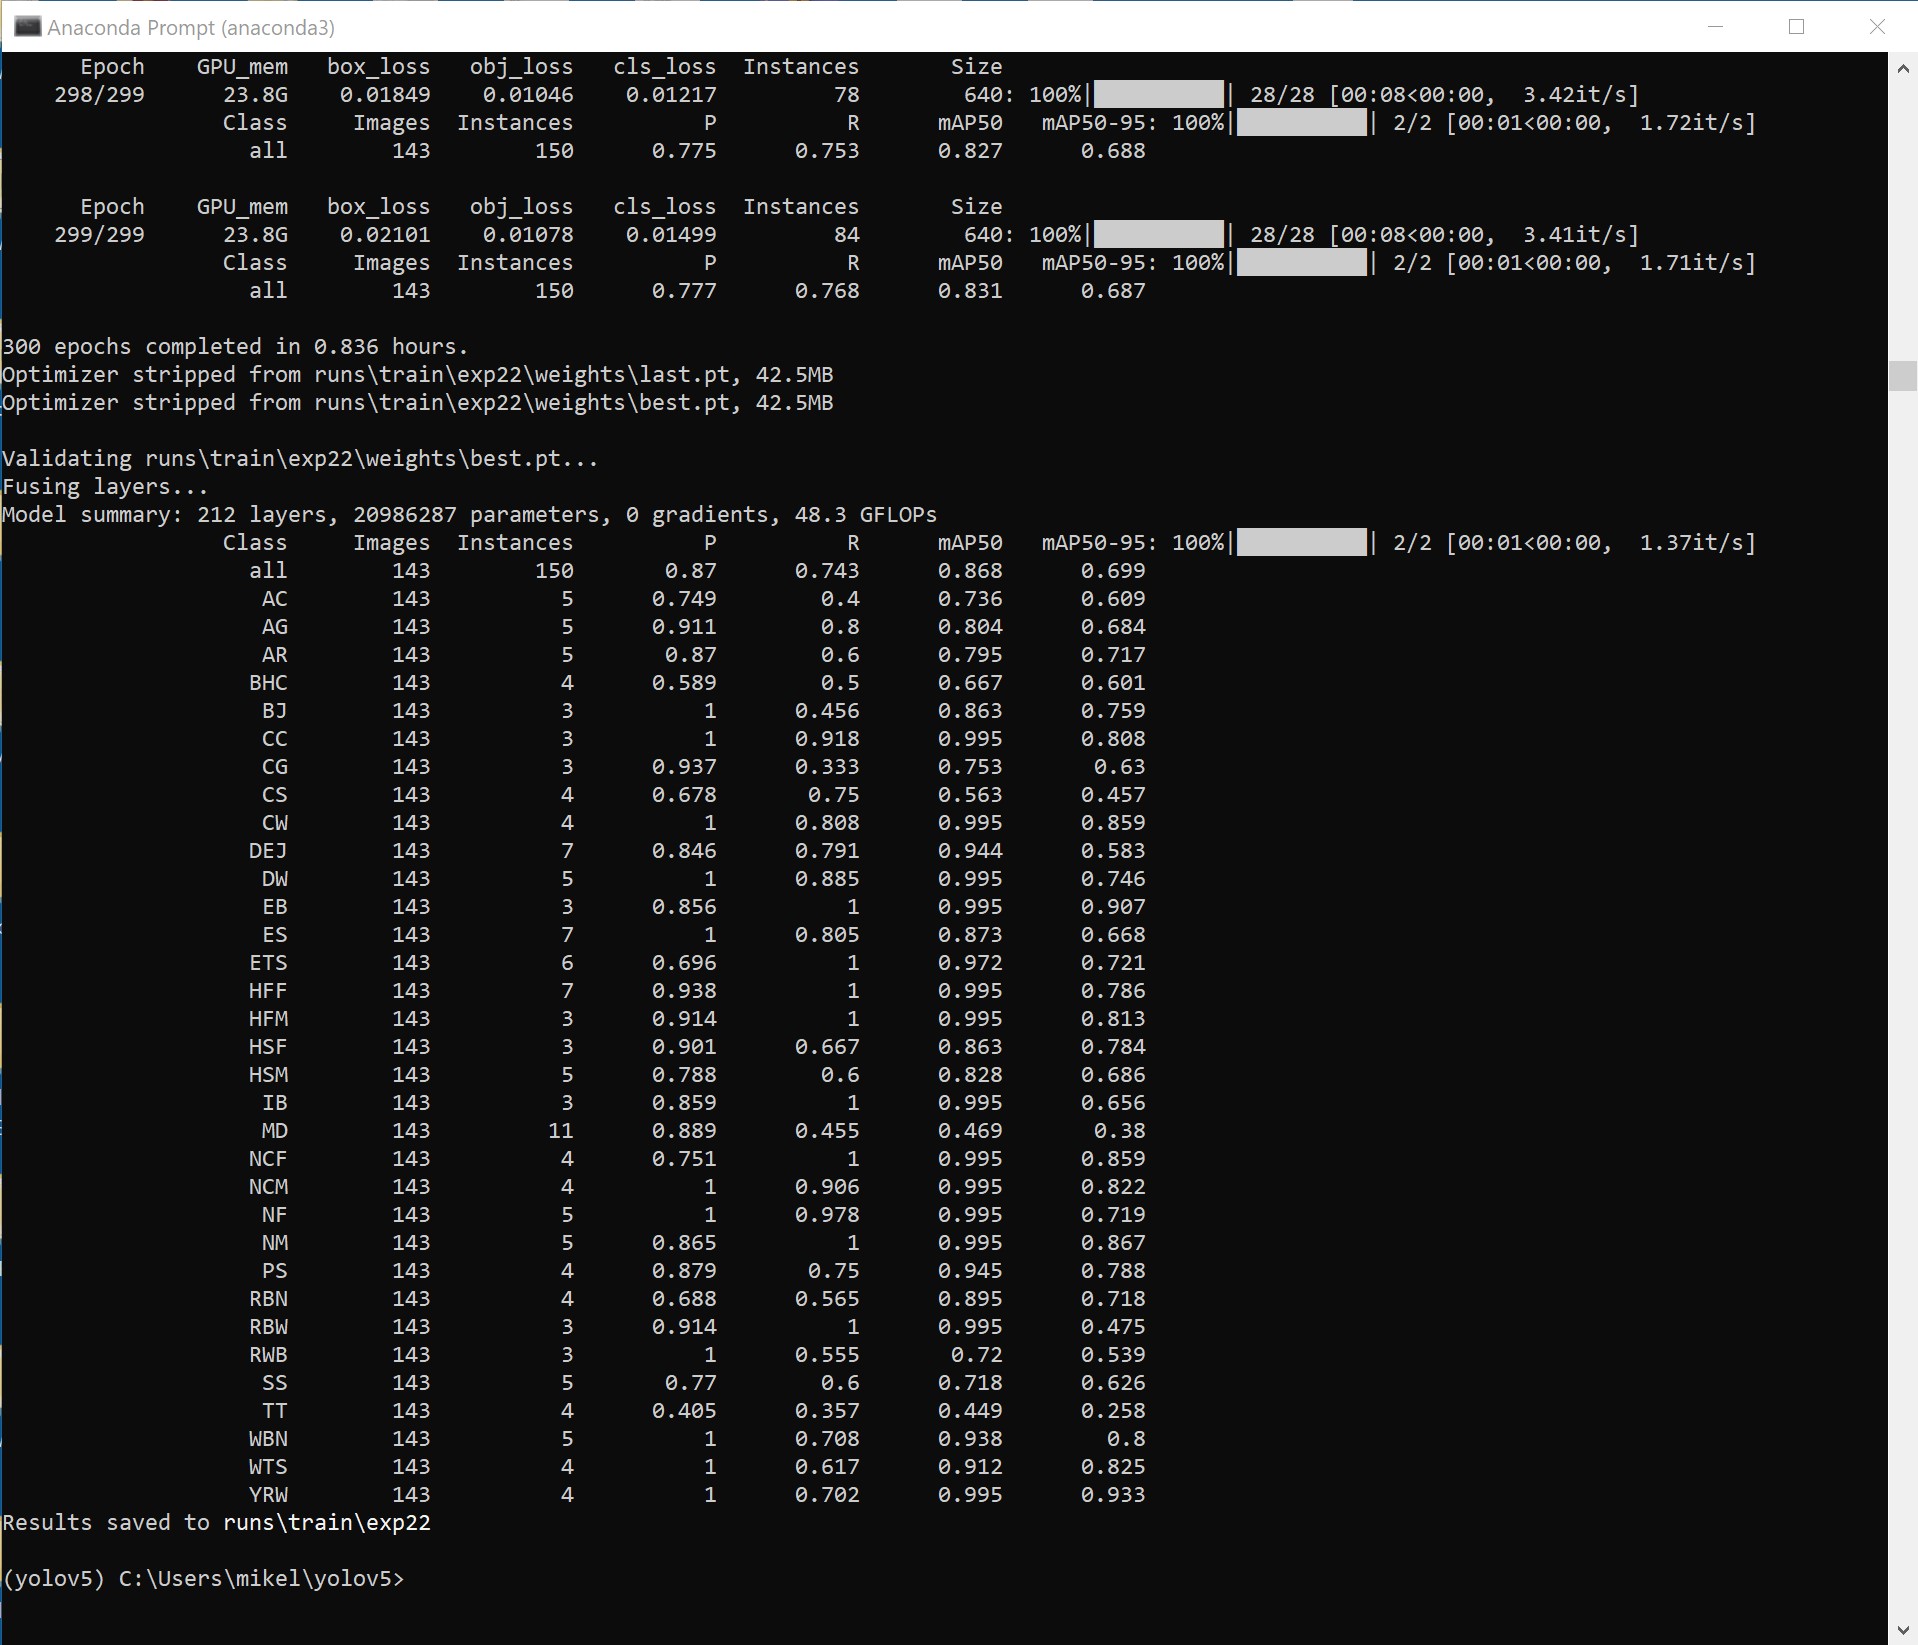 Anaconda Prompt (anaconda3)
Epoch GPU_mem box_loss obj_loss cls_loss Instances Size
298/299 23.8G 0.01849 0.01046 0.01217 78 640: 100%|██████████| 28/28 [00:08<00:00, 3.42it/s]
Class Images Instances P R mAP50 mAP50-95: 100%|██████████| 2/2 [00:01<00:00, 1.72it/s]
all 143 150 0.775 0.753 0.827 0.688
Epoch GPU_mem box_loss obj_loss cls_loss Instances Size
299/299 23.8G 0.02101 0.01078 0.01499 84 640: 100%|██████████| 28/28 [00:08<00:00, 3.41it/s]
Class Images Instances P R mAP50 mAP50-95: 100%|██████████| 2/2 [00:01<00:00, 1.71it/s]
all 143 150 0.777 0.768 0.831 0.687
300 epochs completed in 0.836 hours.
Optimizer stripped from runs\train\exp22\weights\last.pt, 42.5MB
Optimizer stripped from runs\train\exp22\weights\best.pt, 42.5MB
Validating runs\train\exp22\weights\best.pt...
Fusing layers...
Model summary: 212 layers, 20986287 parameters, 0 gradients, 48.3 GFLOPs
Class Images Instances P R mAP50 mAP50-95: 100%|██████████| 2/2 [00:01<00:00, 1.37it/s]
all 143 150 0.87 0.743 0.868 0.699
AC 143 5 0.749 0.4 0.736 0.609
AG 143 5 0.911 0.8 0.804 0.684
AR 143 5 0.87 0.6 0.795 0.717
BHC 143 4 0.589 0.5 0.667 0.601
BJ 143 3 1 0.456 0.863 0.759
CC 143 3 1 0.918 0.995 0.808
CG 143 3 0.937 0.333 0.753 0.63
CS 143 4 0.678 0.75 0.563 0.457
CW 143 4 1 0.808 0.995 0.859
DEJ 143 7 0.846 0.791 0.944 0.583
DW 143 5 1 0.885 0.995 0.746
EB 143 3 0.856 1 0.995 0.907
ES 143 7 1 0.805 0.873 0.668
ETS 143 6 0.696 1 0.972 0.721
HFF 143 7 0.938 1 0.995 0.786
HFM 143 3 0.914 1 0.995 0.813
HSF 143 3 0.901 0.667 0.863 0.784
HSM 143 5 0.788 0.6 0.828 0.686
IB 143 3 0.859 1 0.995 0.656
MD 143 11 0.889 0.455 0.469 0.38
NCF 143 4 0.751 1 0.995 0.859
NCM 143 4 1 0.906 0.995 0.822
NF 143 5 1 0.978 0.995 0.719
NM 143 5 0.865 1 0.995 0.867
PS 143 4 0.879 0.75 0.945 0.788
RBN 143 4 0.688 0.565 0.895 0.718
RBW 143 3 0.914 1 0.995 0.475
RWB 143 3 1 0.555 0.72 0.539
SS 143 5 0.77 0.6 0.718 0.626
TT 143 4 0.405 0.357 0.449 0.258
WBN 143 5 1 0.708 0.938 0.8
WTS 143 4 1 0.617 0.912 0.825
YRW 143 4 1 0.702 0.995 0.933
Results saved to runs\train\exp22
(yolov5) C:\Users\mikel\yolov5>